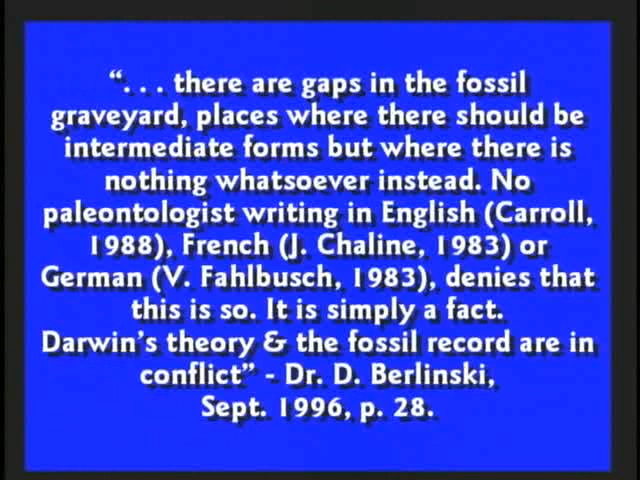 “. . . there are gaps in the fossil
graveyard, places where there should be
intermediate forms but where there is
nothing whatsoever instead. No
paleontologist writing in English (Carroll,
1988), French (J. Chaline, 1983) or
German (V. Fahlbusch, 1983), denies that
this is so. It is simply a fact.
Darwin’s theory & the fossil record are in
conflict” - Dr. D. Berlinski,
Sept. 1996, p. 28.